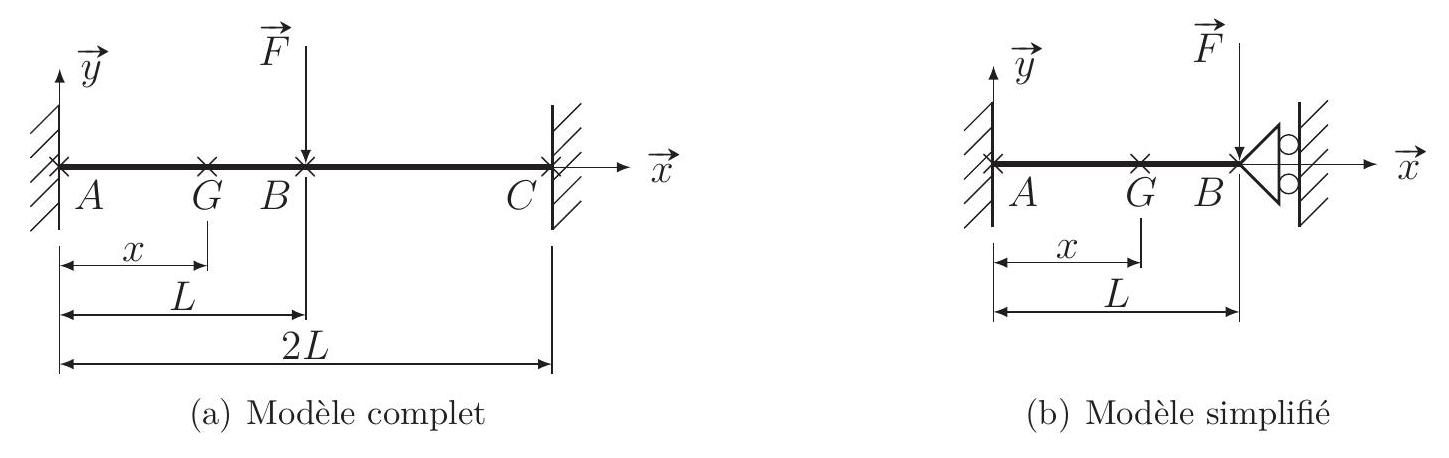 y⃗
F⃗
A
G
B
C
x⃗
x
L
2L
(a) Modèle complet
y⃗
F⃗
A
G
B
x⃗
x
L
(b) Modèle simplifié